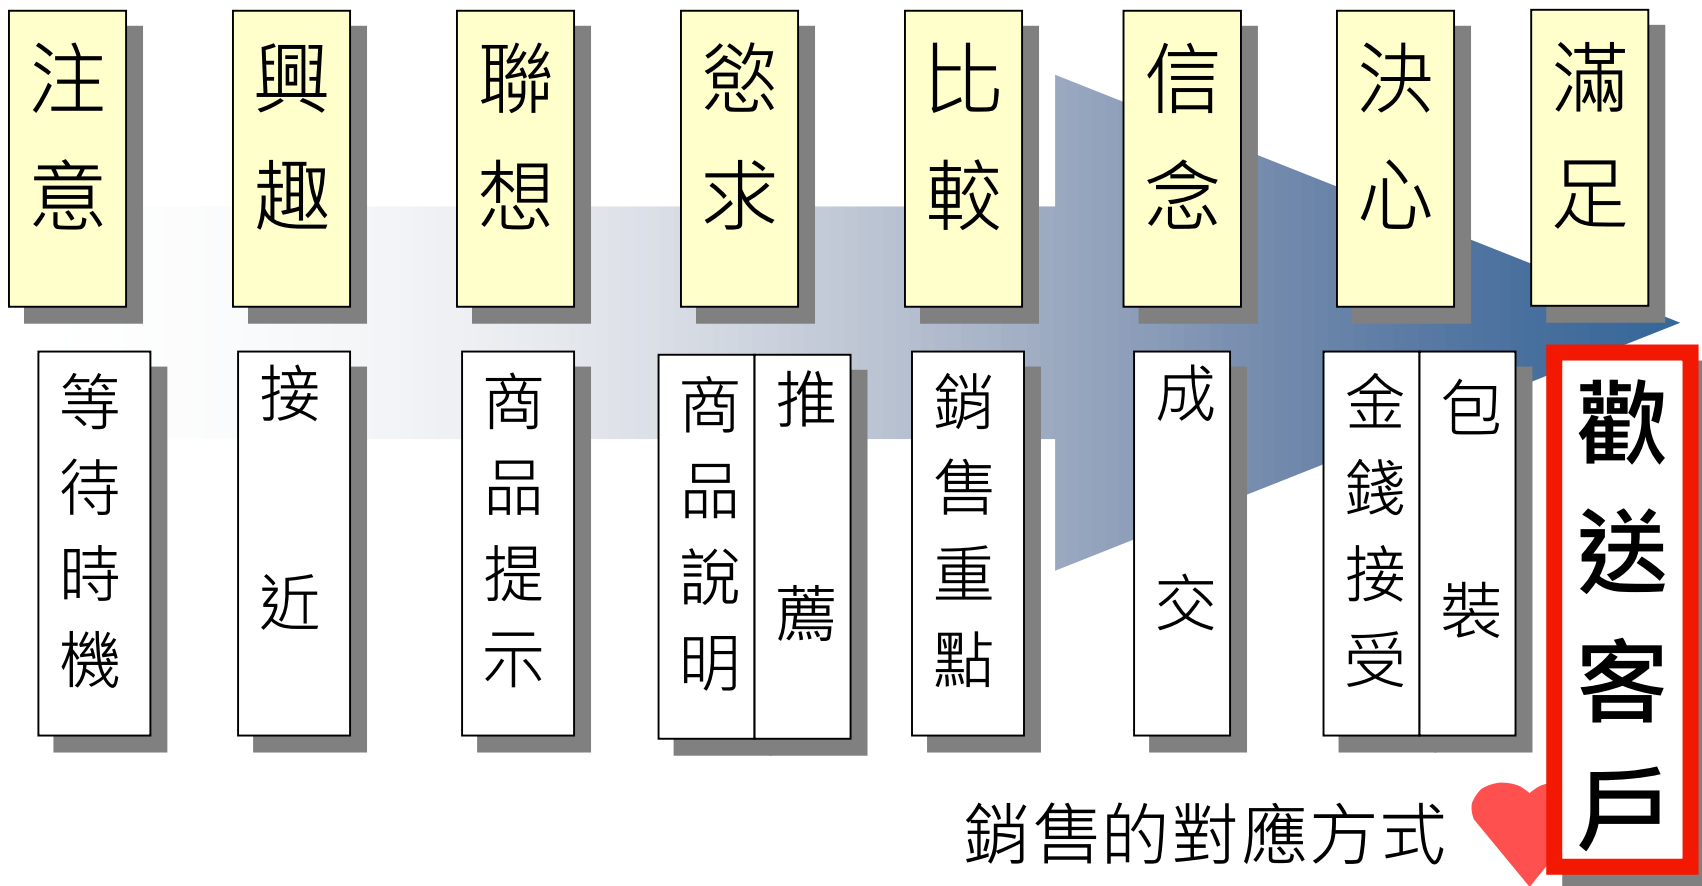 注意
興趣
聯想
慾求
比較
信念
決心
滿足
等待時機
接近
商品提示
商品說明
推薦
銷售重點
成交
金錢接受
包裝
歡送客戶
銷售的對應方式